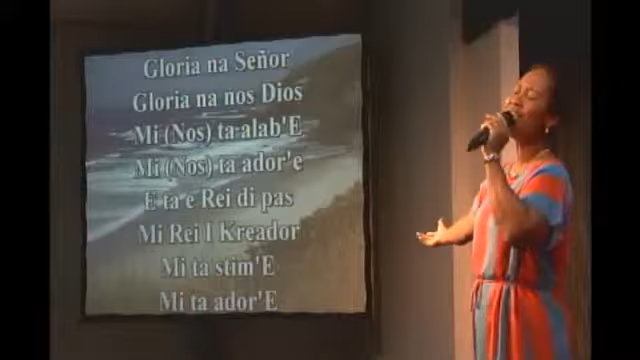 Gloria na Señor
Gloria na nos Dios
Mi (Nos) ta alab'E
Mi (Nos) ta ador'e
E ta e Rei di pas
Mi Rei I Kreador
Mi ta stim'E
Mi ta ador'E